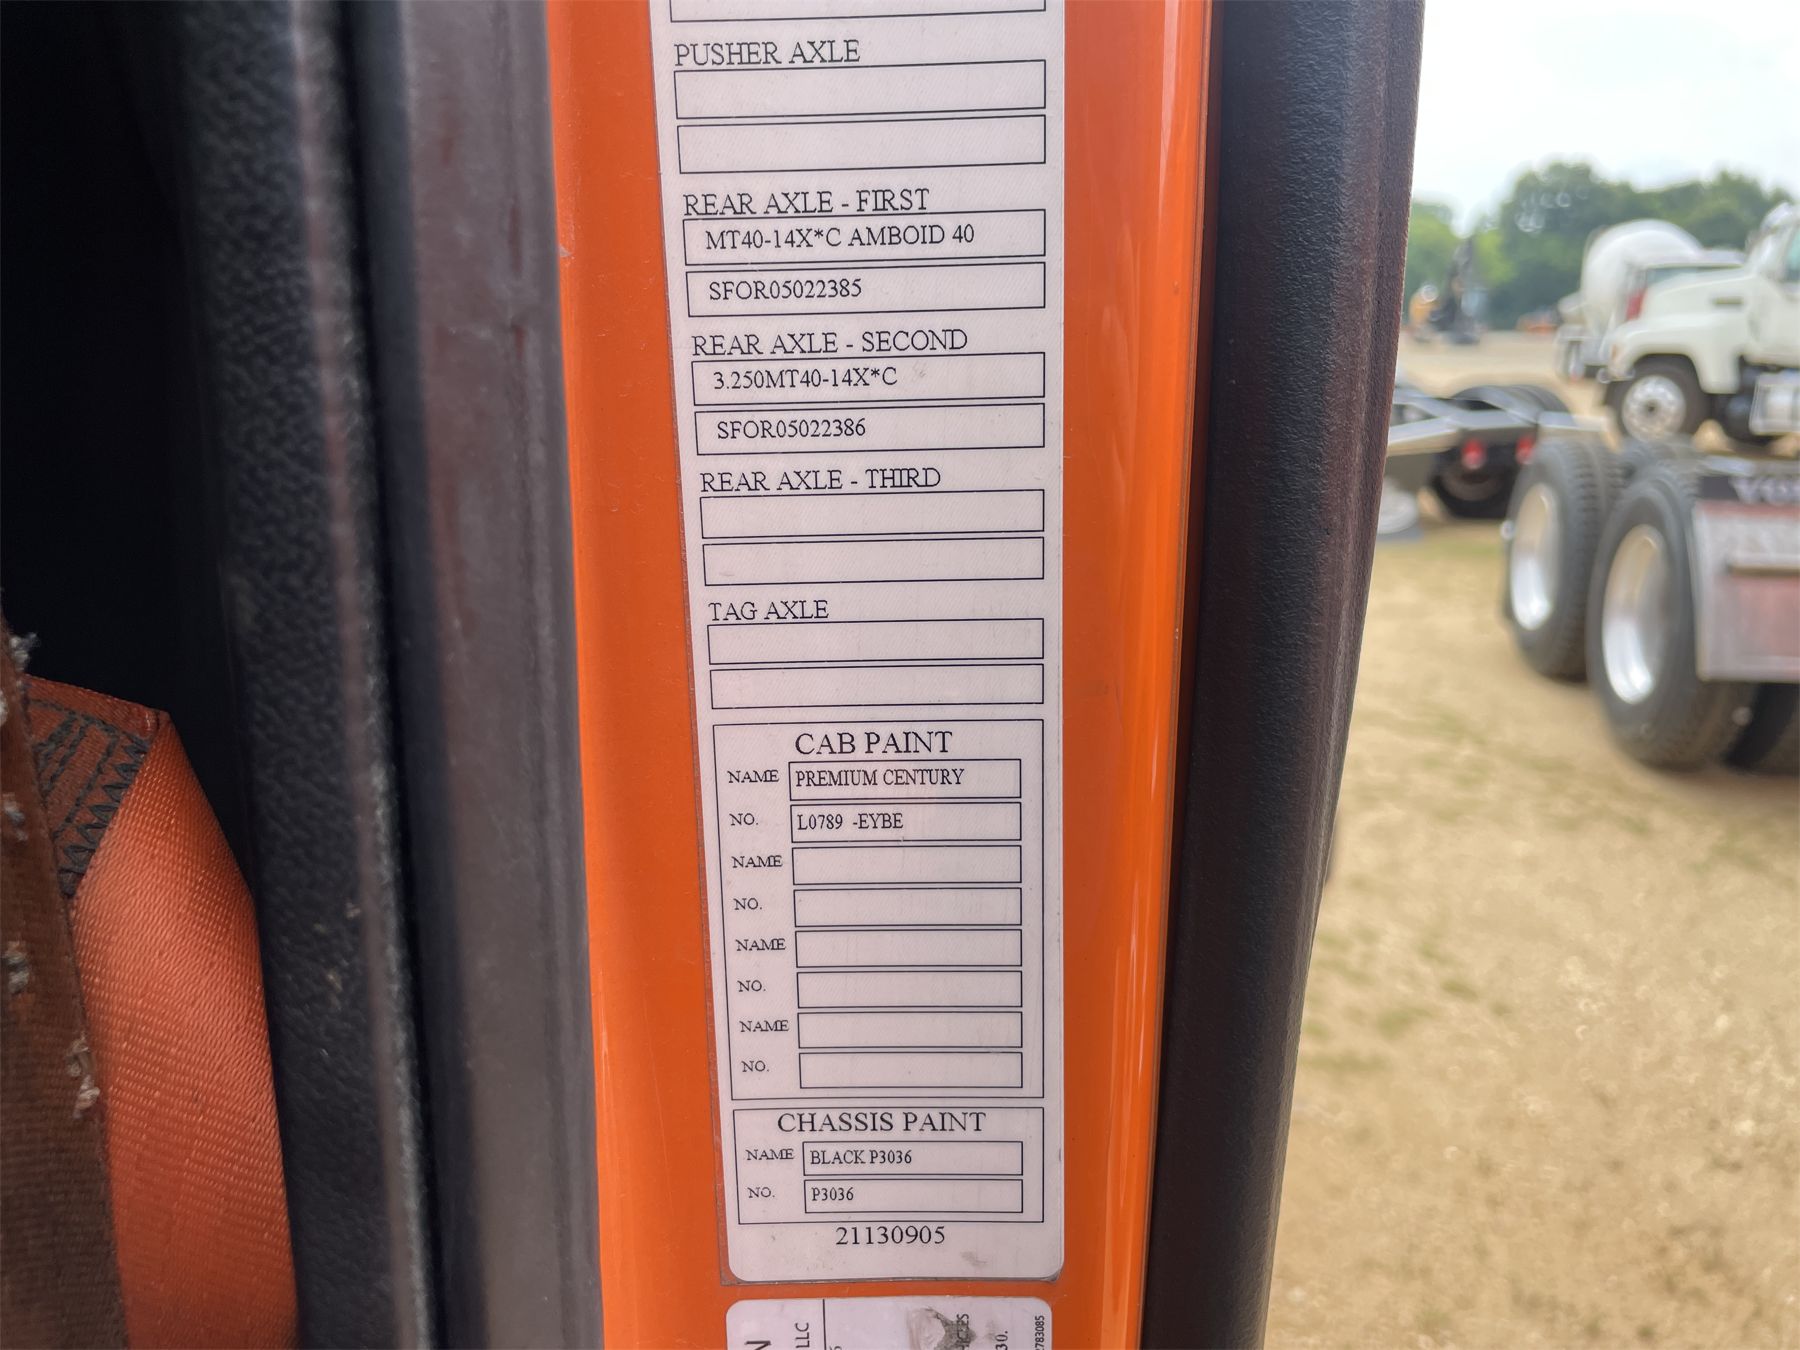 PUSHER AXLE
REAR AXLE - FIRST
MT40-14X*C AMBOID 40
SFOR05022385
REAR AXLE - SECOND
3.250MT40-14X*C
SFOR05022386
REAR AXLE - THIRD
TAG AXLE
CAB PAINT
NAME PREMIUM CENTURY
NO. L0789 -EYBE
NAME
NO.
NAME
NO.
NAME
NO.
CHASSIS PAINT
NAME BLACK P3036
NO. P3036
21130905
LLC
30.
2783085